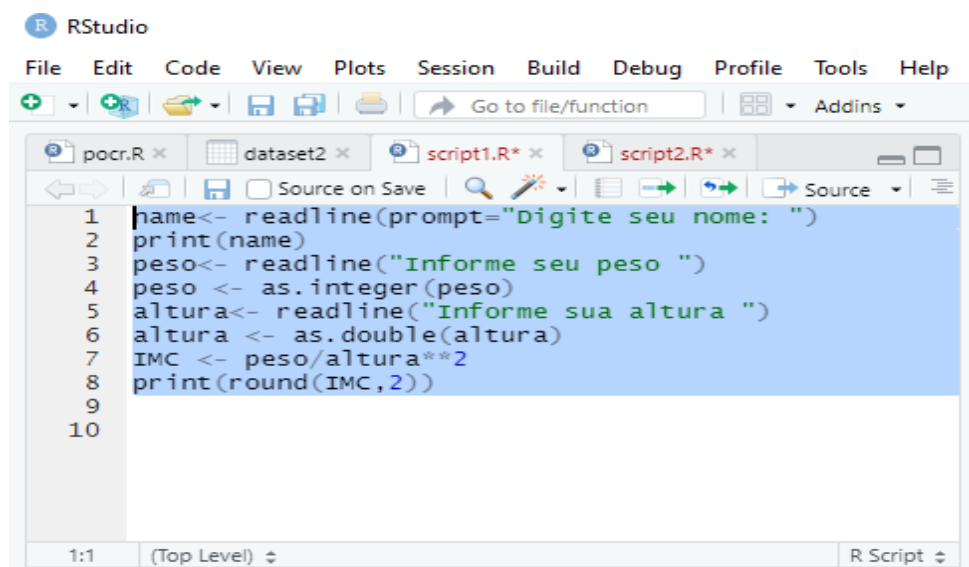 RStudio
File Edit Code View Plots Session Build Debug Profile Tools Help
R Go to file/function Addins
pocr.R dataset2 script1.R* script2.R*
Source on Save Source
1 name<- readline(prompt="Digite seu nome: ")
2 print(name)
3 peso<- readline("Informe seu peso ")
4 peso <- as.integer(peso)
5 altura<- readline("Informe sua altura ")
6 altura <- as.double(altura)
7 IMC <- peso/altura**2
8 print(round(IMC,2))
9
10
1:1 (Top Level) R Script